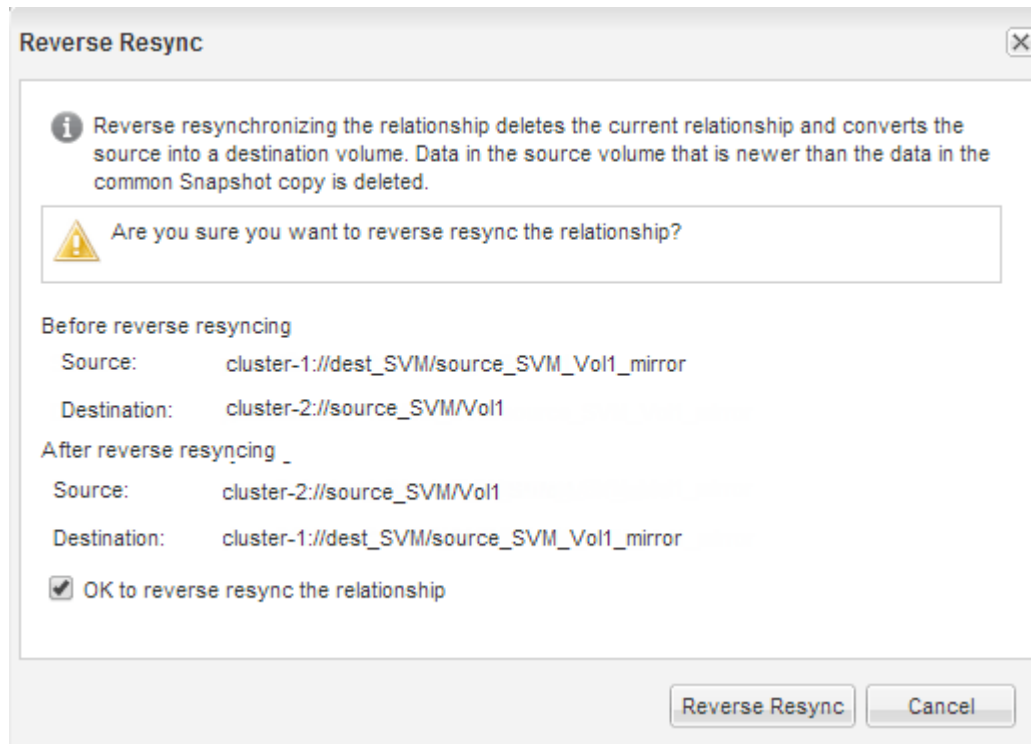 Reverse Resync
Reverse resynchronizing the relationship deletes the current relationship and converts the
source into a destination volume. Data in the source volume that is newer than the data in the
common Snapshot copy is deleted.
Are you sure you want to reverse resync the relationship?
Before reverse resyncing
Source: cluster-1://dest_SVM/source_SVM_Vol1_mirror
Destination: cluster-2://source_SVM/Vol1
After reverse resyncing
Source: cluster-2://source_SVM/Vol1
Destination: cluster-1://dest_SVM/source_SVM_Vol1_mirror
OK to reverse resync the relationship
Reverse Resync Cancel